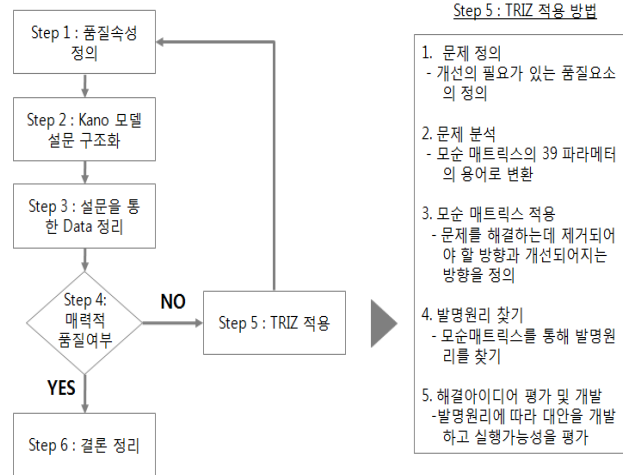 Step 1 : 품질속성
정의
Step 2 : Kano 모델
설문 구조화
Step 3 : 설문을 통
한 Data 정리
Step 4:
매력적
품질여부
NO
YES
Step 5 : TRIZ 적용
Step 6 : 결론 정리
Step 5 : TRIZ 적용 방법
1. 문제 정의
- 개선의 필요가 있는 품질요소
의 정의
2. 문제 분석
- 모순 매트릭스의 39 파라메터
의 용어로 변환
3. 모순 매트릭스 적용
- 문제를 해결하는데 제거되어
야 할 방향과 개선되어지는
방향을 정의
4. 발명원리 찾기
- 모순매트릭스를 통해 발명원
리를 찾기
5. 해결아이디어 평가 및 개발
-발명원리에 따라 대안을 개발
하고 실행가능성을 평가